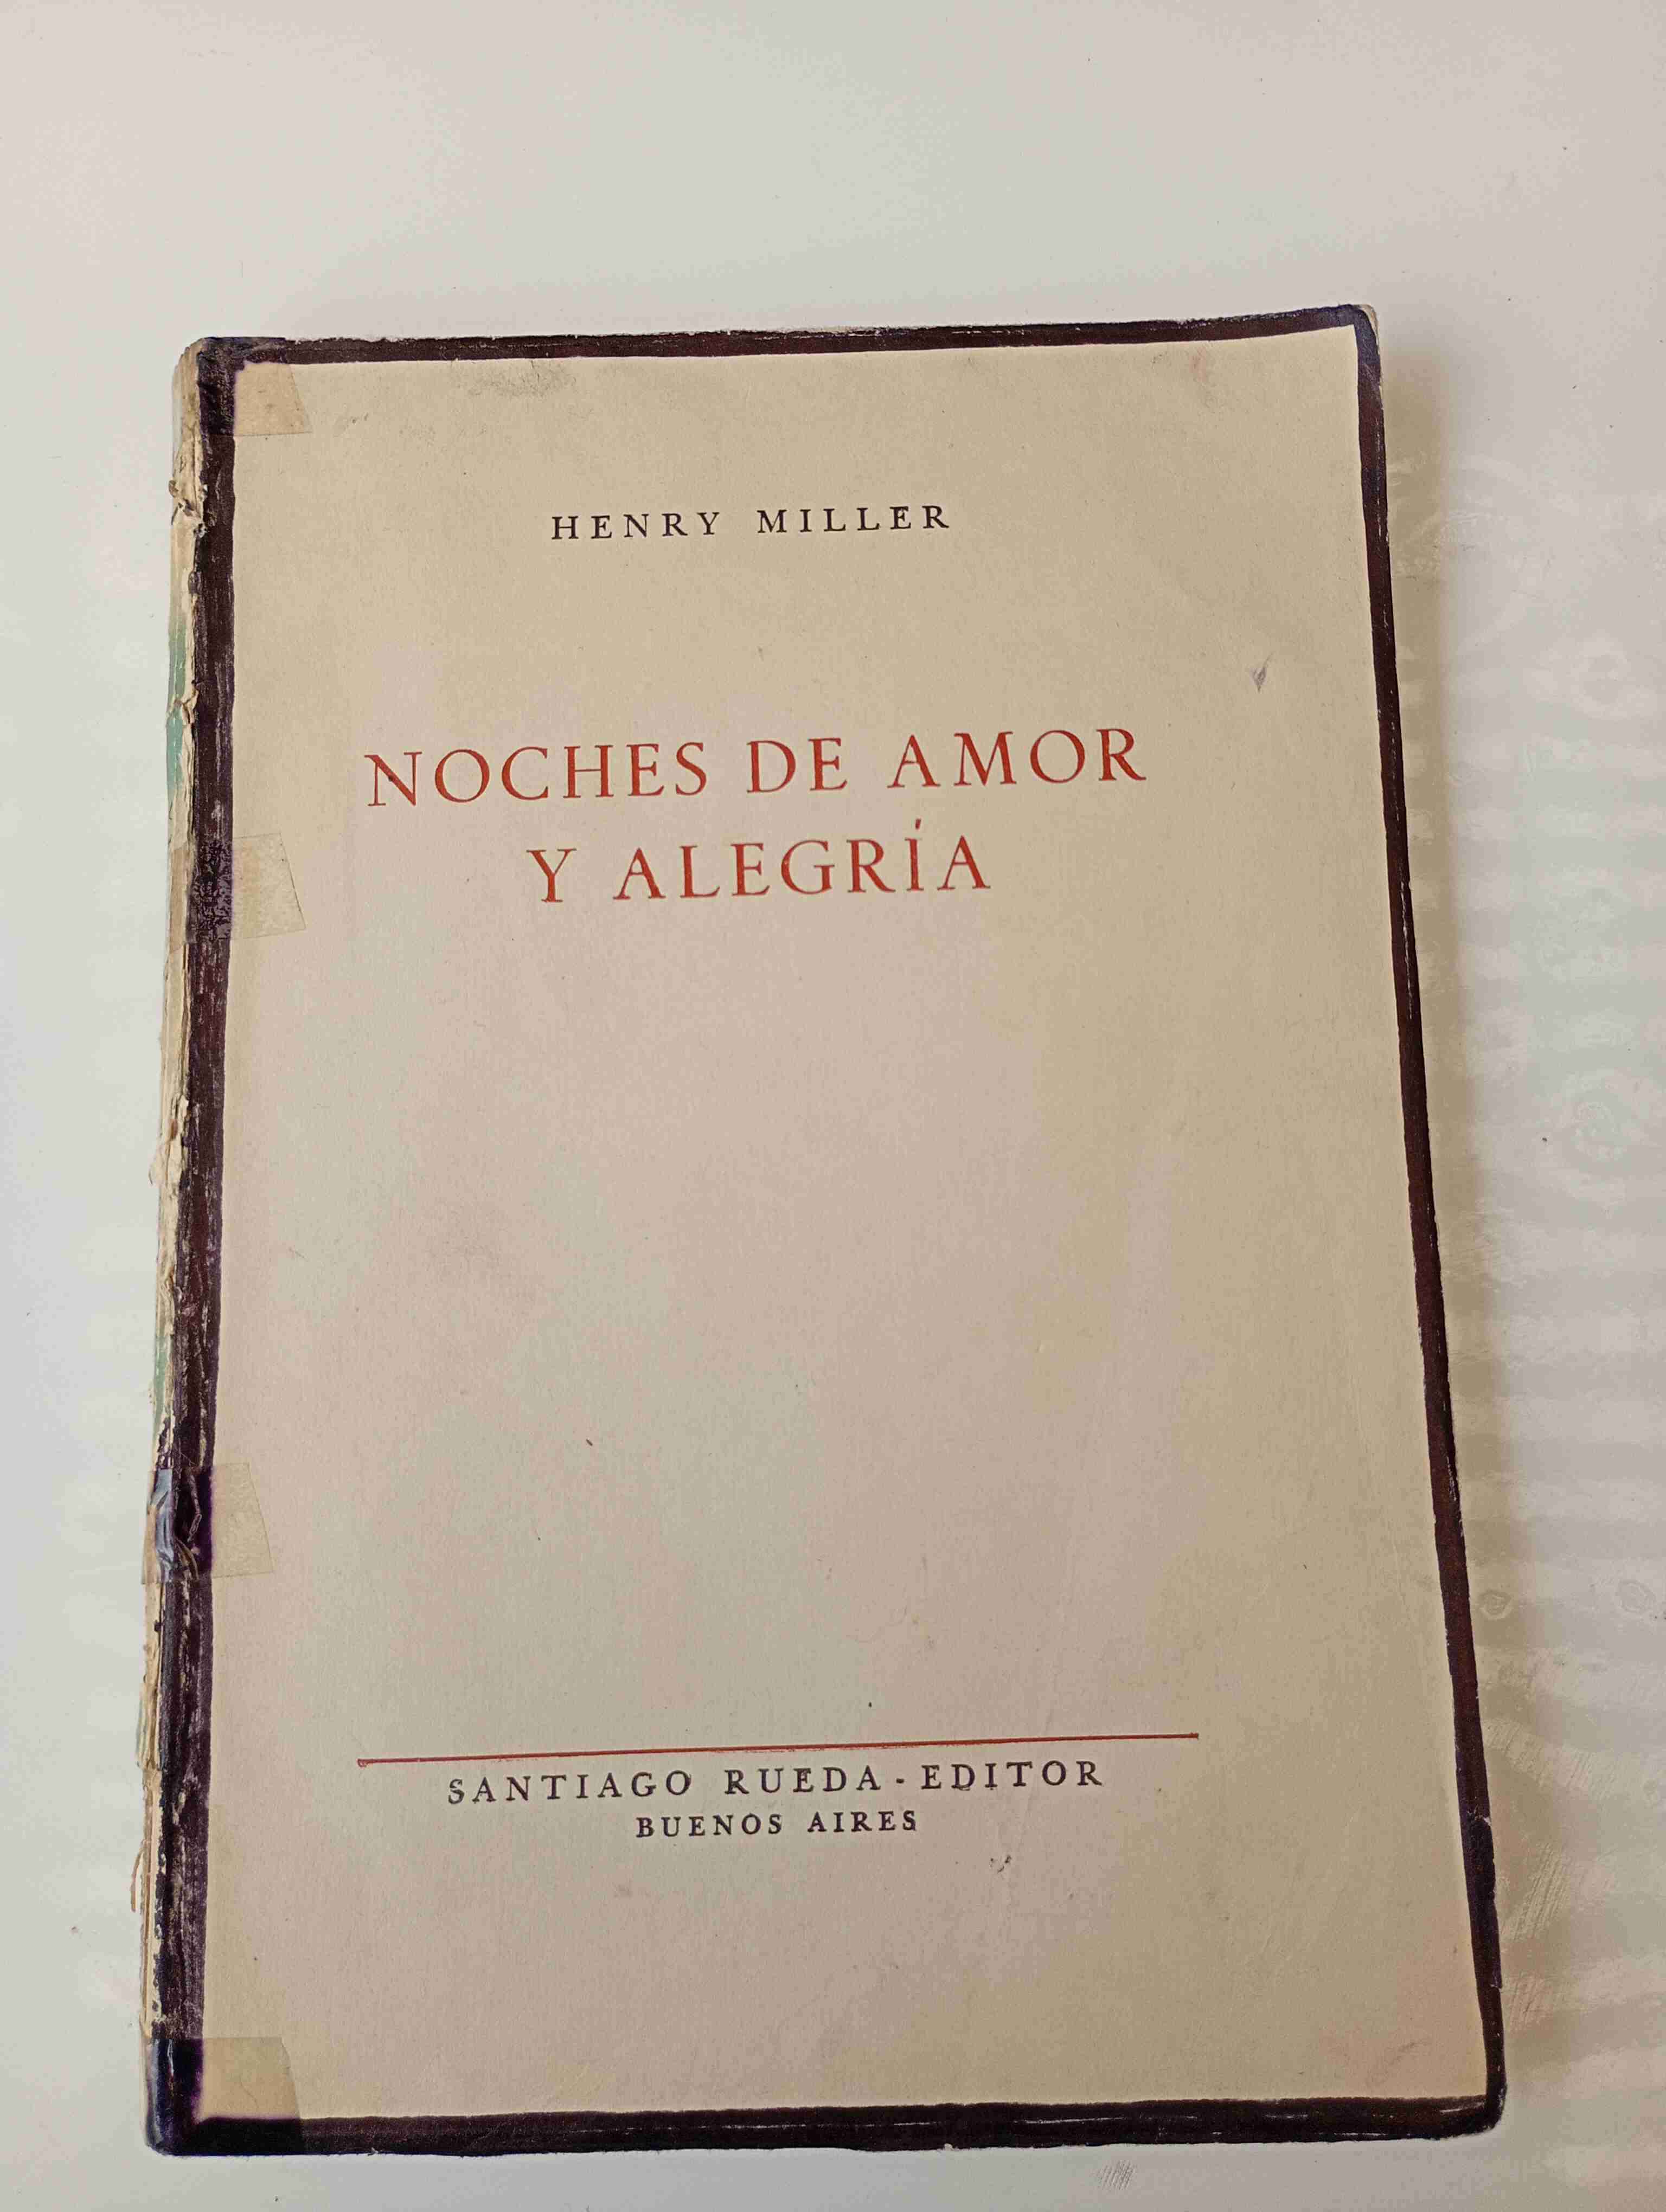 HENRY MILLER
NOCHES DE AMOR
Y ALEGRÍA
SANTIAGO RUEDA - EDITOR
BUENOS AIRES